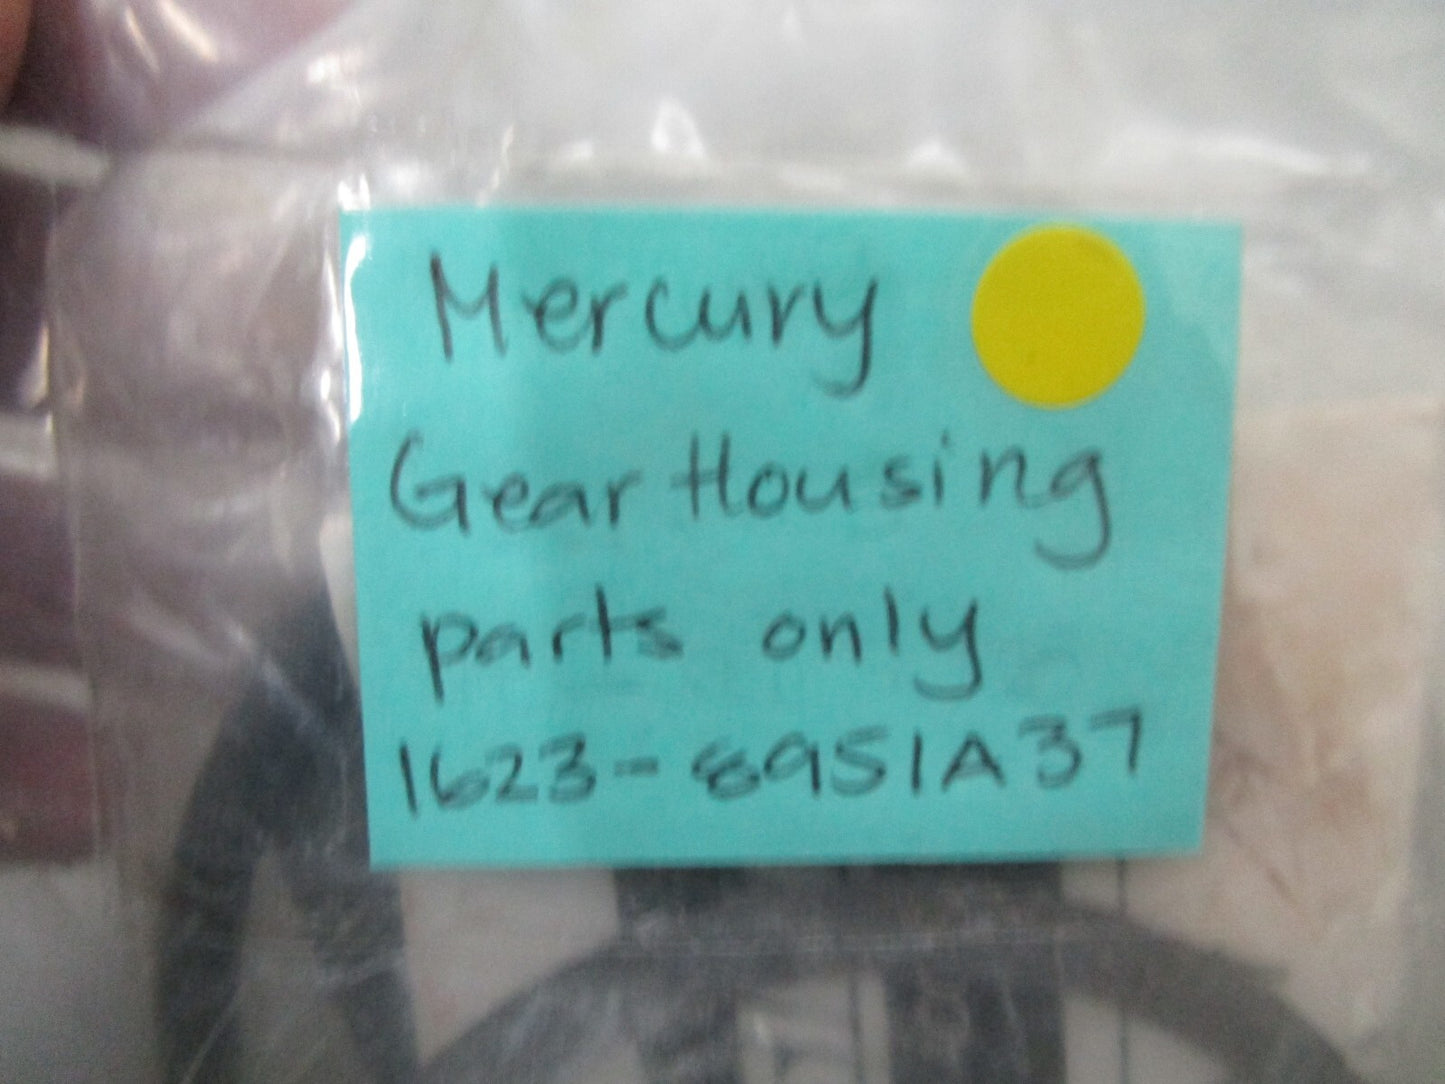 Mercury
Gear Housing
parts only
1623-8951A37